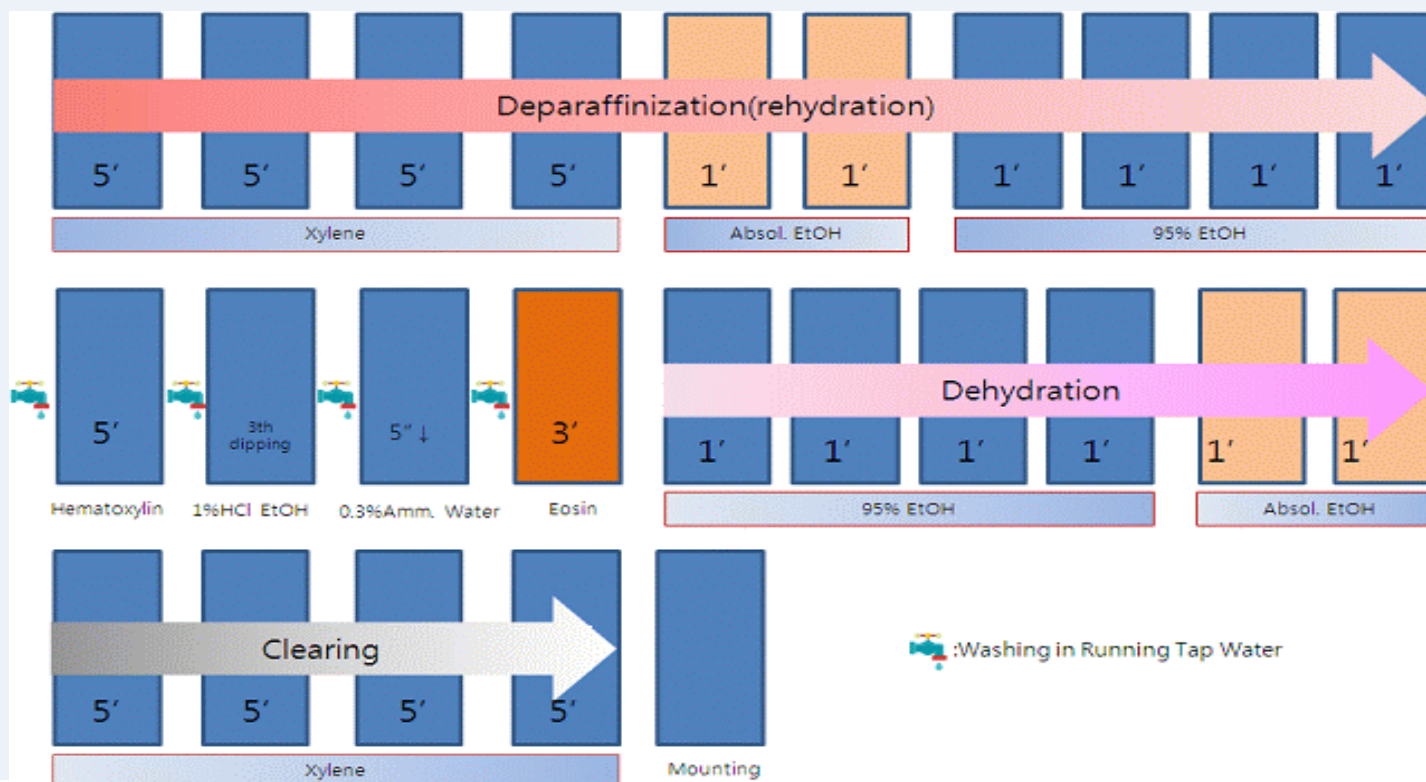 Deparaffinization(rehydration)
5′ 5′ 5′ 5′ 1′ 1′ 1′ 1′ 1′ 1′
Xylene Absol. EtOH 95% EtOH
Dehydration
5′ 3th dipping 5″↓ 3′ 1′ 1′ 1′ 1′ 1′ 1′
Hematoxylin 1%HCl EtOH 0.3%Amm. Water Eosin 95% EtOH Absol. EtOH
Clearing
:Washing in Running Tap Water
5′ 5′ 5′ 5′
Xylene Mounting